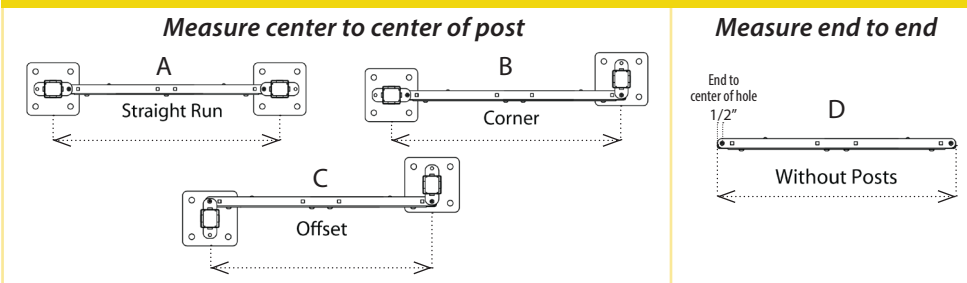 Measure center to center of post
A
Straight Run
B
Corner
C
Offset
Measure end to end
End to
center of hole
1/2"
D
Without Posts